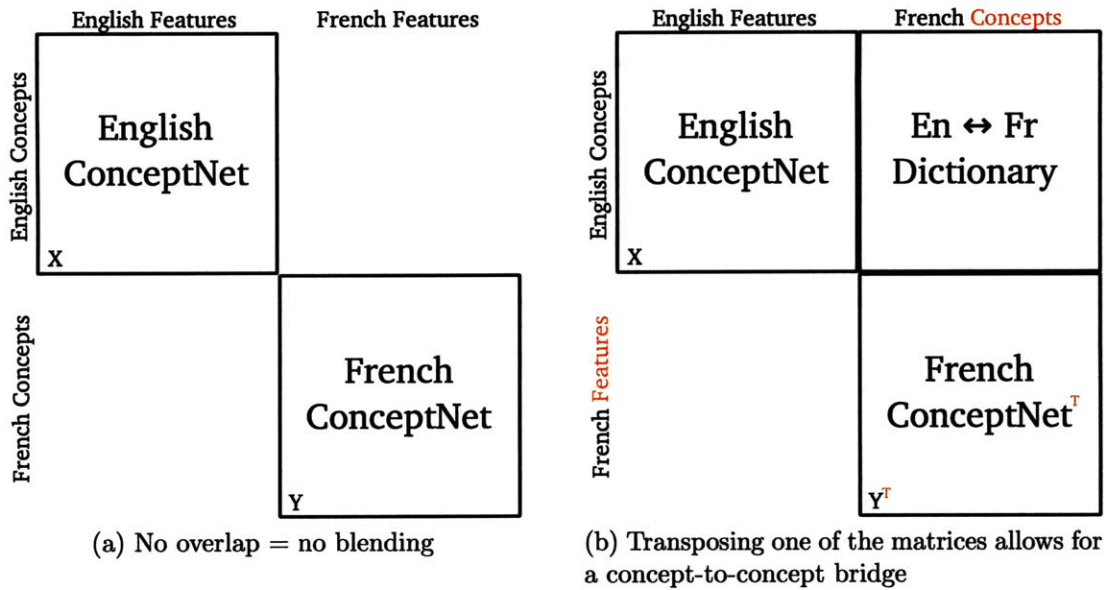 English Features
French Features
English Concepts
English
ConceptNet
X
French Concepts
French
ConceptNet
Y
(a) No overlap = no blending
English Features
French Concepts
English Concepts
English
ConceptNet
X
En ↔ Fr
Dictionary
French Features
French
ConceptNetᵀ
Yᵀ
(b) Transposing one of the matrices allows for
a concept-to-concept bridge